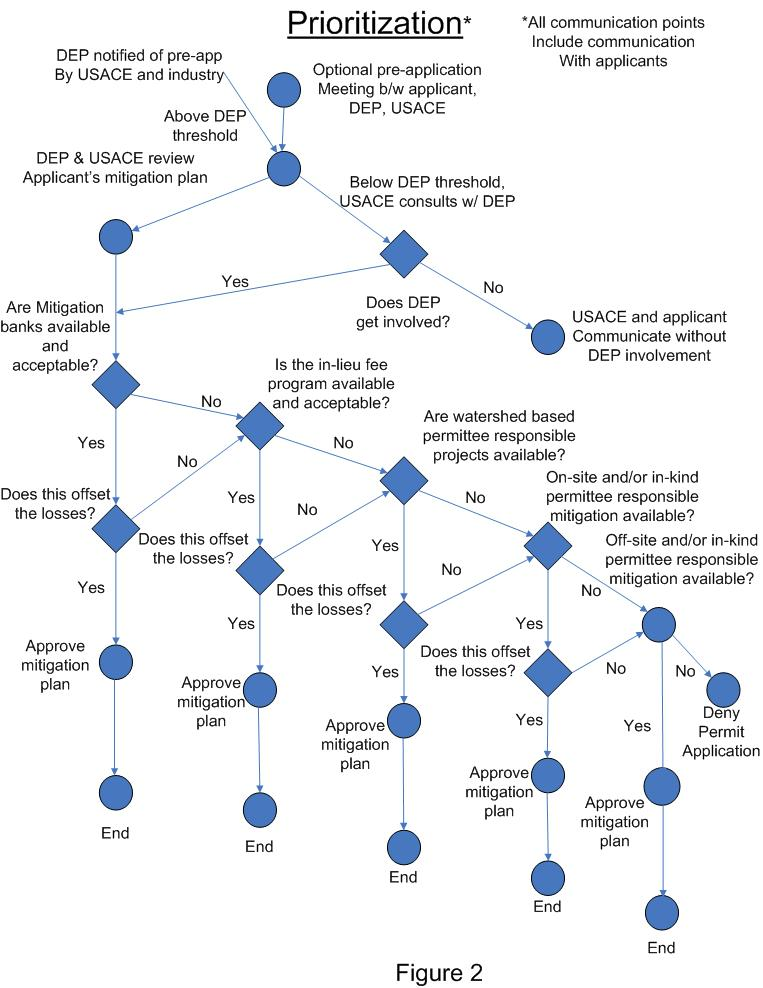 Prioritization*
*All communication points
Include communication
With applicants
DEP notified of pre-app
By USACE and industry
Optional pre-application
Meeting b/w applicant,
DEP, USACE
Above DEP
threshold
DEP & USACE review
Applicant's mitigation plan
Below DEP threshold,
USACE consults w/ DEP
Yes
No
Does DEP
get involved?
USACE and applicant
Communicate without
DEP involvement
Are Mitigation
banks available
and
acceptable?
Is the in-lieu fee
program available
and acceptable?
No
Are watershed based
permittee responsible
projects available?
Yes
No
No
On-site and/or in-kind
permittee responsible
mitigation available?
Does this offset
the losses?
Yes
No
No
Does this offset
the losses?
Off-site and/or in-kind
permittee responsible
mitigation available?
Yes
No
No
Yes
Does this offset
the losses?
Yes
Yes
Does this offset
the losses?
No
No
Approve
mitigation
plan
Yes
Approve
mitigation
plan
Yes
Yes
Deny
Permit
Application
Approve
mitigation
plan
Approve
mitigation
plan
Approve
mitigation
plan
End
End
End
End
End
Figure 2